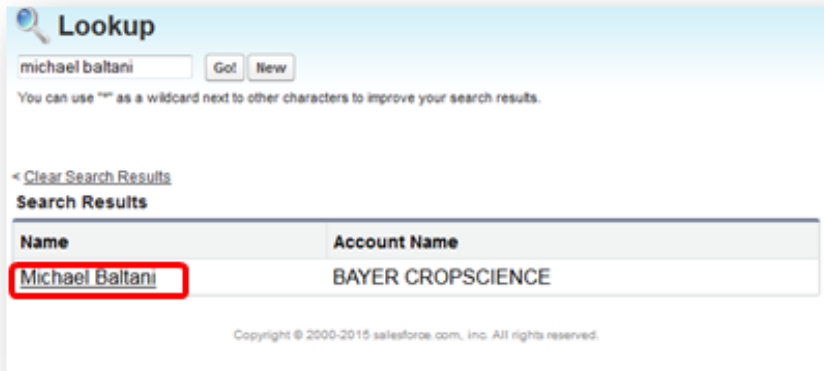 Lookup
michael baltani Go! New
You can use "*" as a wildcard next to other characters to improve your search results.
< Clear Search Results
Search Results
Name Account Name
Michael Baltani BAYER CROPSCIENCE
Copyright © 2000-2015 salesforce.com, inc. All rights reserved.